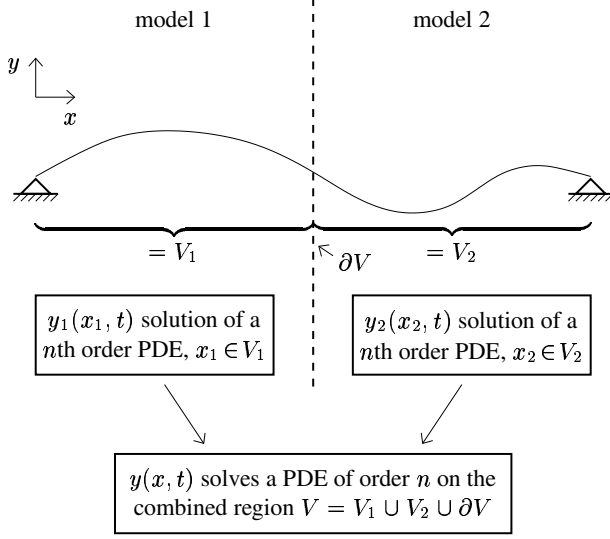 model 1
model 2
y
x
= V₁
= V₂
∂V
y₁(x₁, t) solution of a
nth order PDE, x₁ ∈ V₁
y₂(x₂, t) solution of a
nth order PDE, x₂ ∈ V₂
y(x, t) solves a PDE of order n on the
combined region V = V₁ ∪ V₂ ∪ ∂V